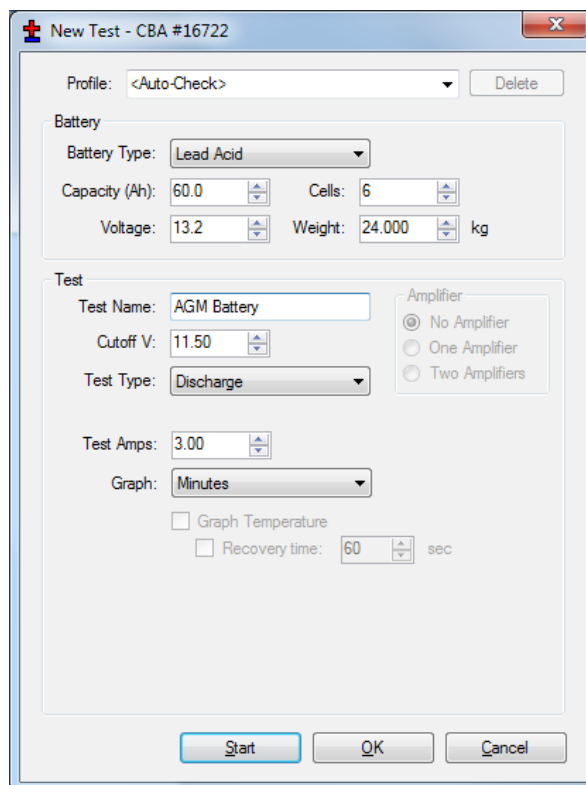 New Test - CBA #16722
Profile: <Auto-Check> Delete
Battery
Battery Type: Lead Acid
Capacity (Ah): 60.0 Cells: 6
Voltage: 13.2 Weight: 24.000 kg
Test
Test Name: AGM Battery
Cutoff V: 11.50
Test Type: Discharge
Amplifier
No Amplifier
One Amplifier
Two Amplifiers
Test Amps: 3.00
Graph: Minutes
Graph Temperature
Recovery time: 60 sec
Start OK Cancel